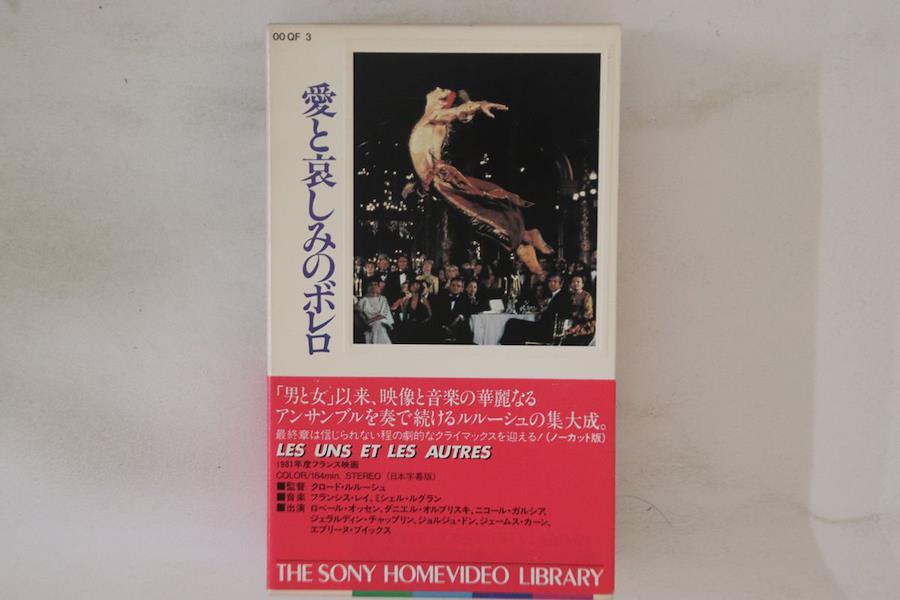 00QF 3
愛と哀しみのボレロ
「男と女」以来、映像と音楽の華麗なる
アンサンブルを奏で続けるルルーシュの集大成。
最終章は信じられない程の劇的なクライマックスを迎える!(ノーカット版)
LES UNS ET LES AUTRES
1981年度フランス映画
COLOR/184min. STEREO (日本字幕版)
■監督 クロード・ルルーシュ
■音楽 フランシス・レイ、ミシェル・ルグラン
■出演 ロベール・オッセン、ダニエル・オルブリスキ、ニコール・ガルシア、
ジェラルディン・チャップリン、ジョルジュ・ドン、ジェームス・カーン、
エブリーヌ・ブイックス
THE SONY HOMEVIDEO LIBRARY